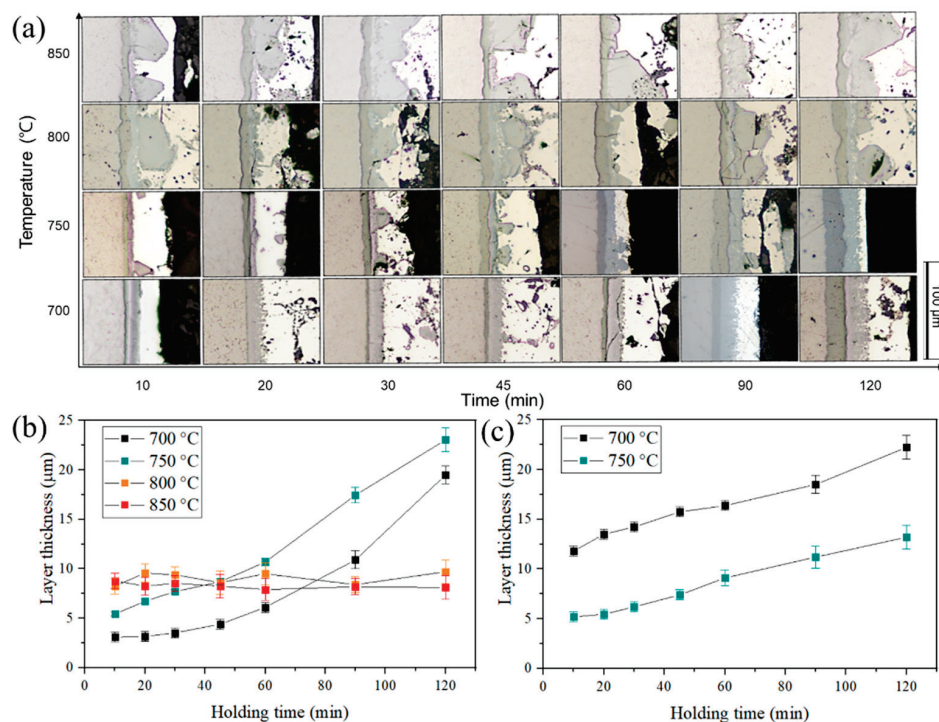 (a)
850
800
750
700
Temperature (°C)
100 μm
10 20 30 45 60 90 120
Time (min)
(b)
25
20
15
10
5
0
Layer thickness (μm)
700 °C
750 °C
800 °C
850 °C
0 20 40 60 80 100 120
Holding time (min)
(c)
25
20
15
10
5
0
Layer thickness (μm)
700 °C
750 °C
0 20 40 60 80 100 120
Holding time (min)